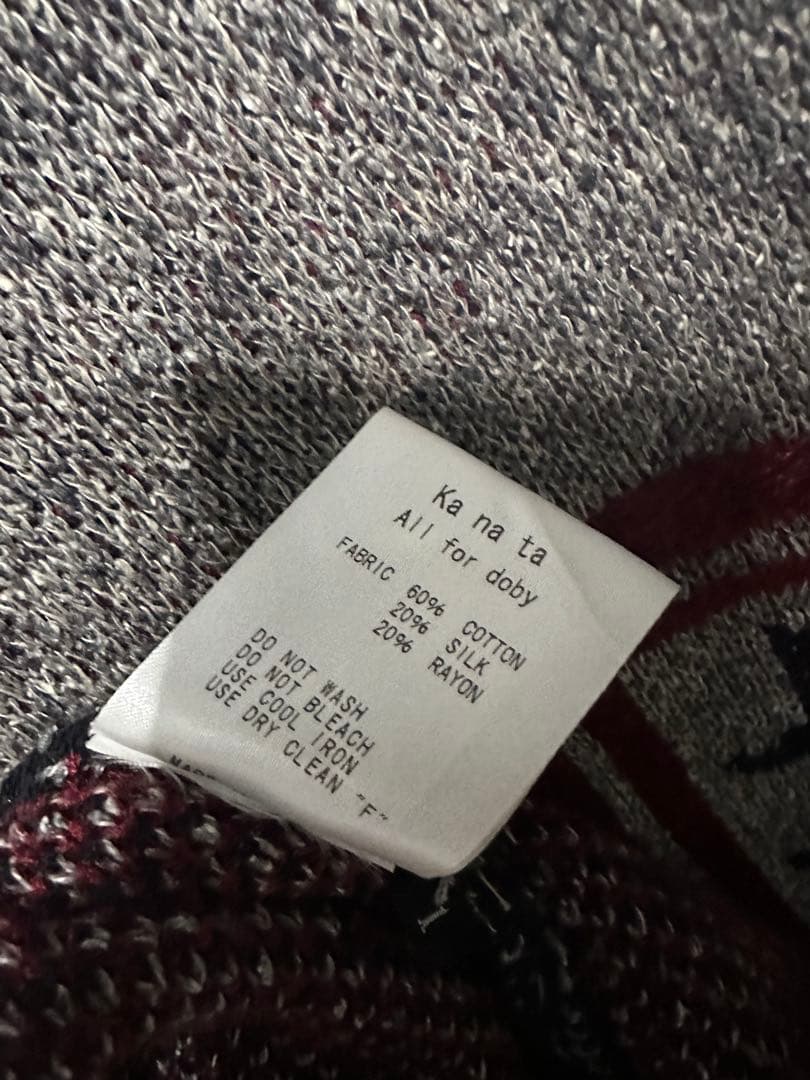 Ka na ta
All for doby
FABRIC 60% COTTON
20% SILK
20% RAYON
DO NOT WASH
DO NOT BLEACH
USE COOL IRON
USE DRY CLEAN "F"